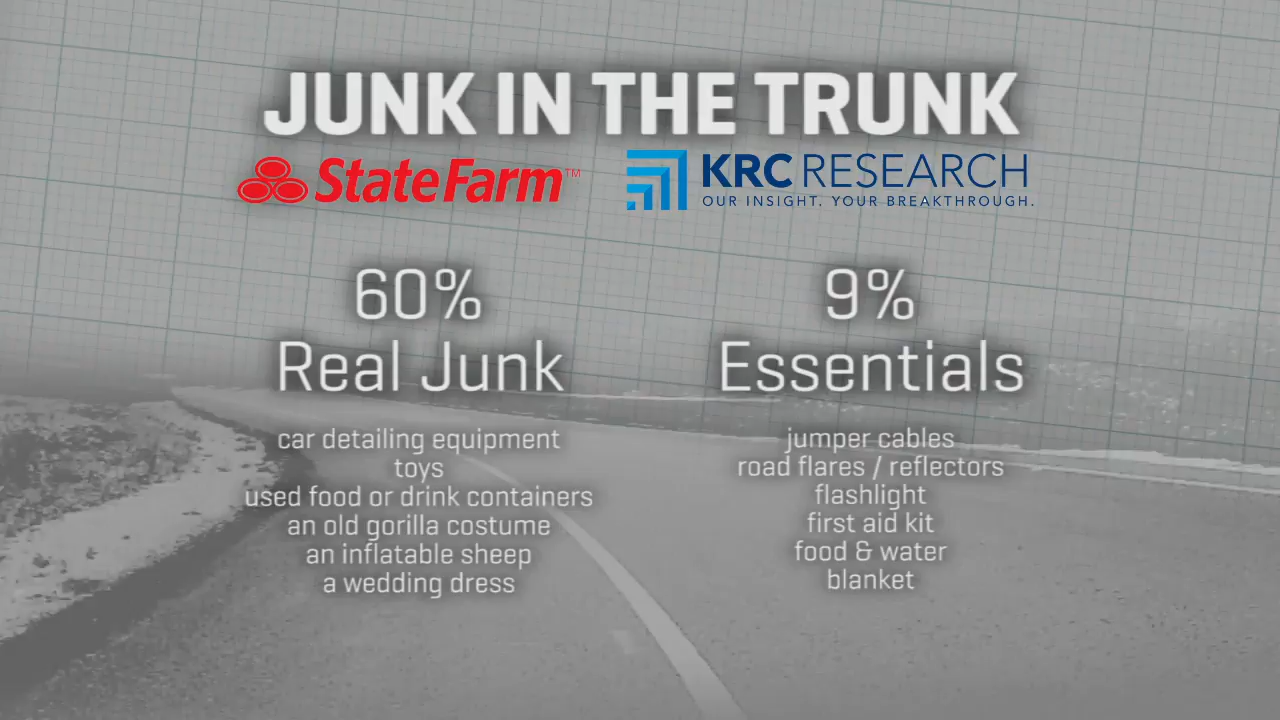 JUNK IN THE TRUNK
StateFarm™
KRC RESEARCH
OUR INSIGHT. YOUR BREAKTHROUGH.
60%
Real Junk
car detailing equipment
toys
used food or drink containers
an old gorilla costume
an inflatable sheep
a wedding dress
9%
Essentials
jumper cables
road flares / reflectors
flashlight
first aid kit
food & water
blanket